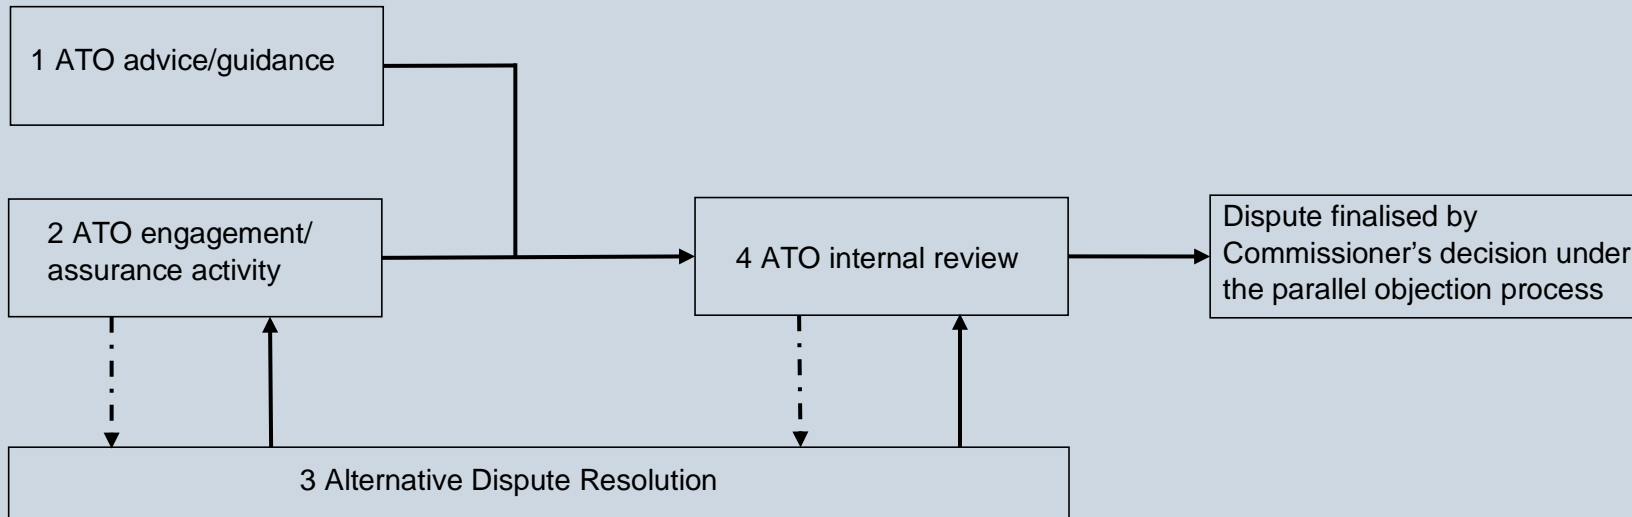 1 ATO advice/guidance
2 ATO engagement/
assurance activity
4 ATO internal review
Dispute finalised by
Commissioner’s decision under
the parallel objection process
3 Alternative Dispute Resolution